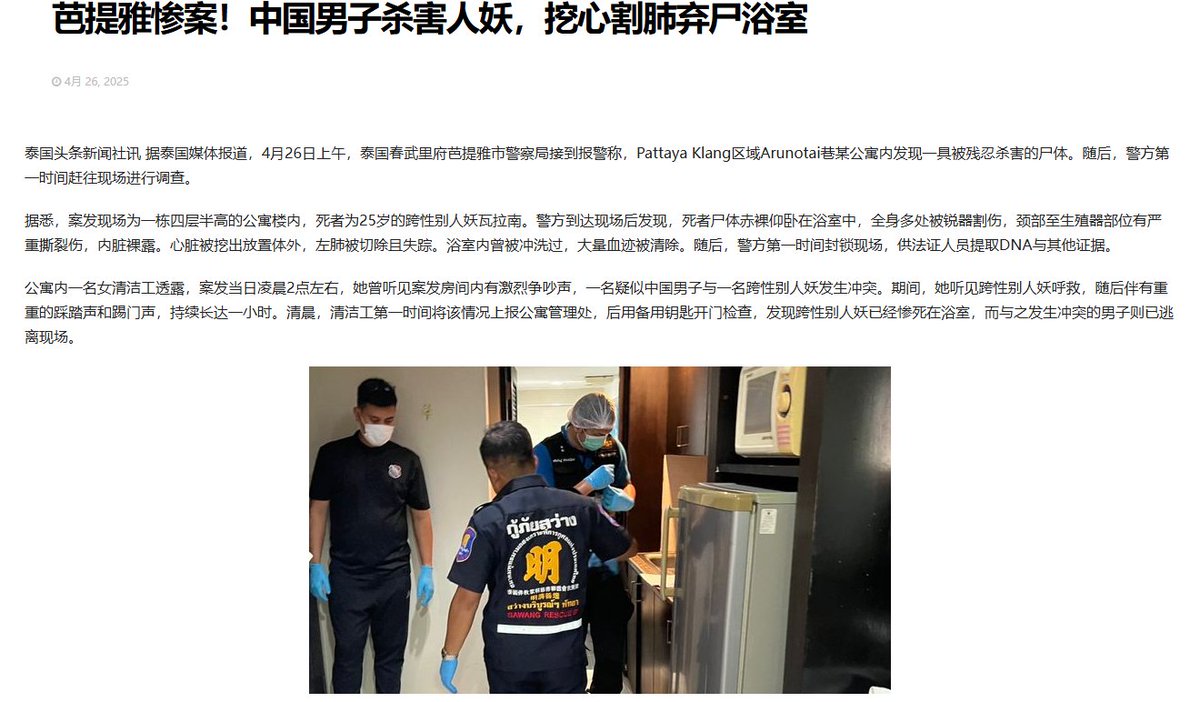 芭提雅惨案！中国男子杀害人妖，挖心割肺弃尸浴室
4月 26, 2025
泰国头条新闻社讯 据泰国媒体报道，4月26日上午，泰国春武里府芭提雅市警察局接到报警称，Pattaya Klang区域Arunotai巷某公寓内发现一具被残忍杀害的尸体。随后，警方第
一时间赶往现场进行调查。
据悉，案发现场为一栋四层半高的公寓楼内，死者为25岁的跨性别人妖瓦拉南。警方到达现场后发现，死者尸体赤裸仰卧在浴室中，全身多处被锐器割伤，颈部至生殖器部位有严
重撕裂伤，内脏裸露。心脏被挖出放置体外，左肺被切除且失踪。浴室内曾被冲洗过，大量血迹被清除。随后，警方第一时间封锁现场，供法证人员提取DNA与其他证据。
公寓内一名女清洁工透露，案发当日凌晨2点左右，她曾听见案发房间内有激烈争吵声，一名疑似中国男子与一名跨性别人妖发生冲突。期间，她听见跨性别人妖呼救，随后伴有重
重的踩踏声和踢门声，持续长达一小时。清晨，清洁工第一时间将该情况上报公寓管理处，后用备用钥匙开门检查，发现跨性别人妖已经惨死在浴室，而与之发生冲突的男子则已逃
离现场。
กู้ภัยสว่าง
明
สว่างบริบูรณ์ฯ พัทยา
SAWANG RESCUE